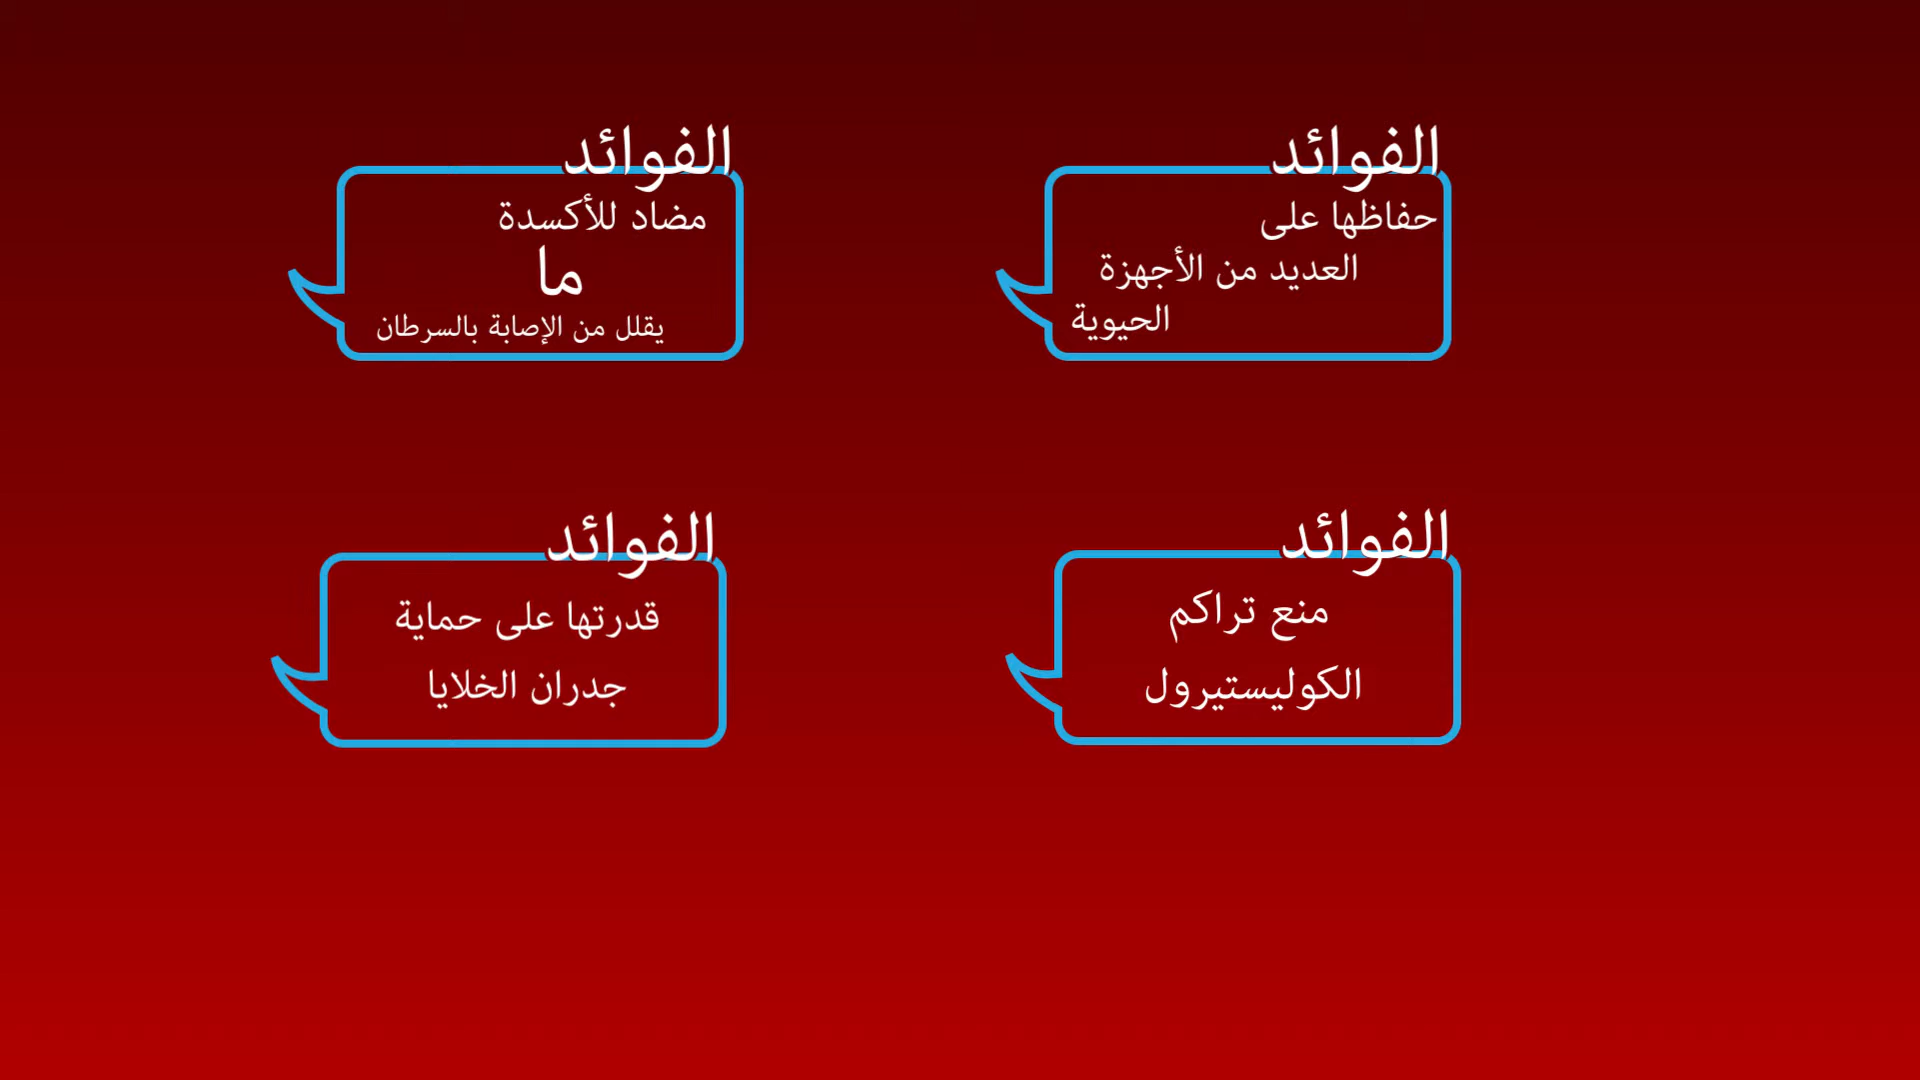 الفوائد
حفاظها على
العديد من الأجهزة
الحيوية
الفوائد
مضاد للأكسدة
ما
يقلل من الإصابة بالسرطان
الفوائد
منع تراكم
الكوليستيرول
الفوائد
قدرتها على حماية
جدران الخلايا